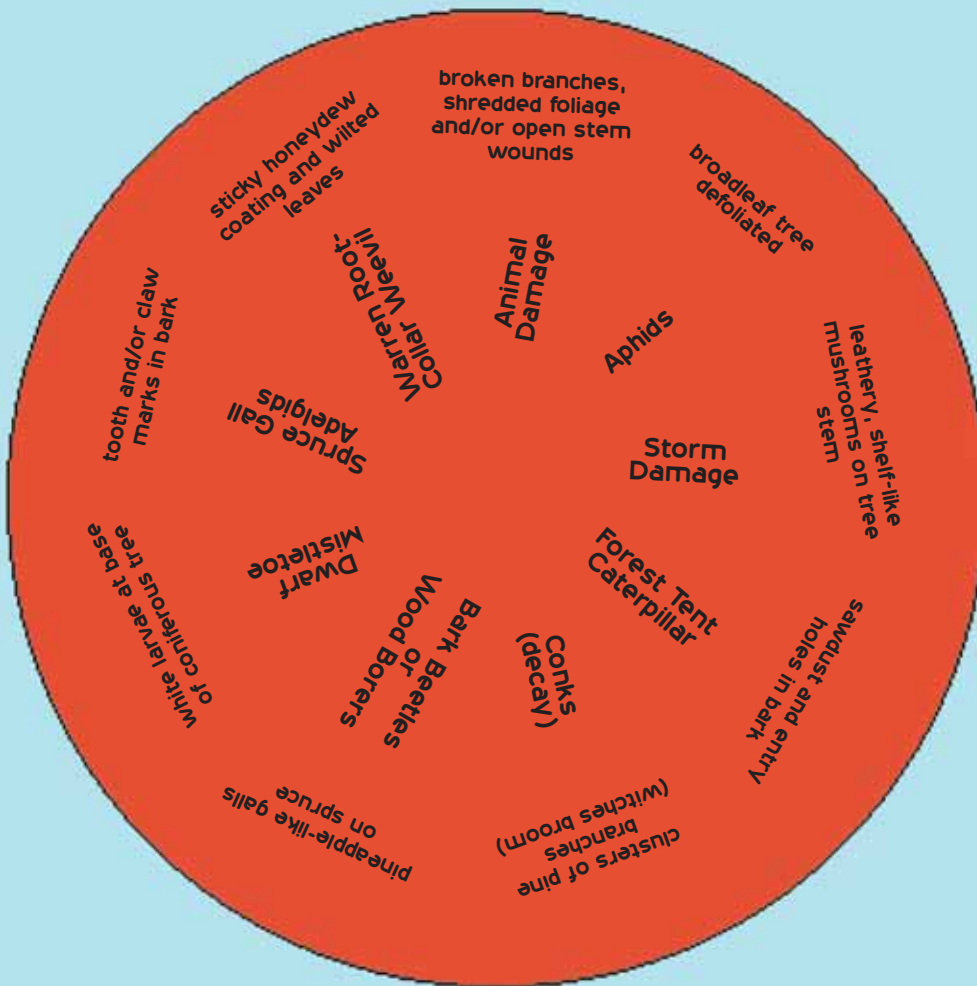 broken branches,
shredded foliage
and/or open stem
wounds
broadleaf tree
defoliated
leathery, shelf-like
mushrooms on tree
stem
sawdust and entry
holes in bark
clusters of pine
branches
(witches broom)
pineapple-like galls
on spruce
white larvae at base
of coniferous tree
tooth and/or claw
marks in bark
sticky honeydew
coating and wilted
leaves
Animal
Damage
Aphids
Storm
Damage
Forest Tent
Caterpillar
Conks
(decay)
Bark Beetles
or
Wood Borers
Dwarf
Mistletoe
Spruce Gall
Adelgids
Warren Root-
Collar Weevil